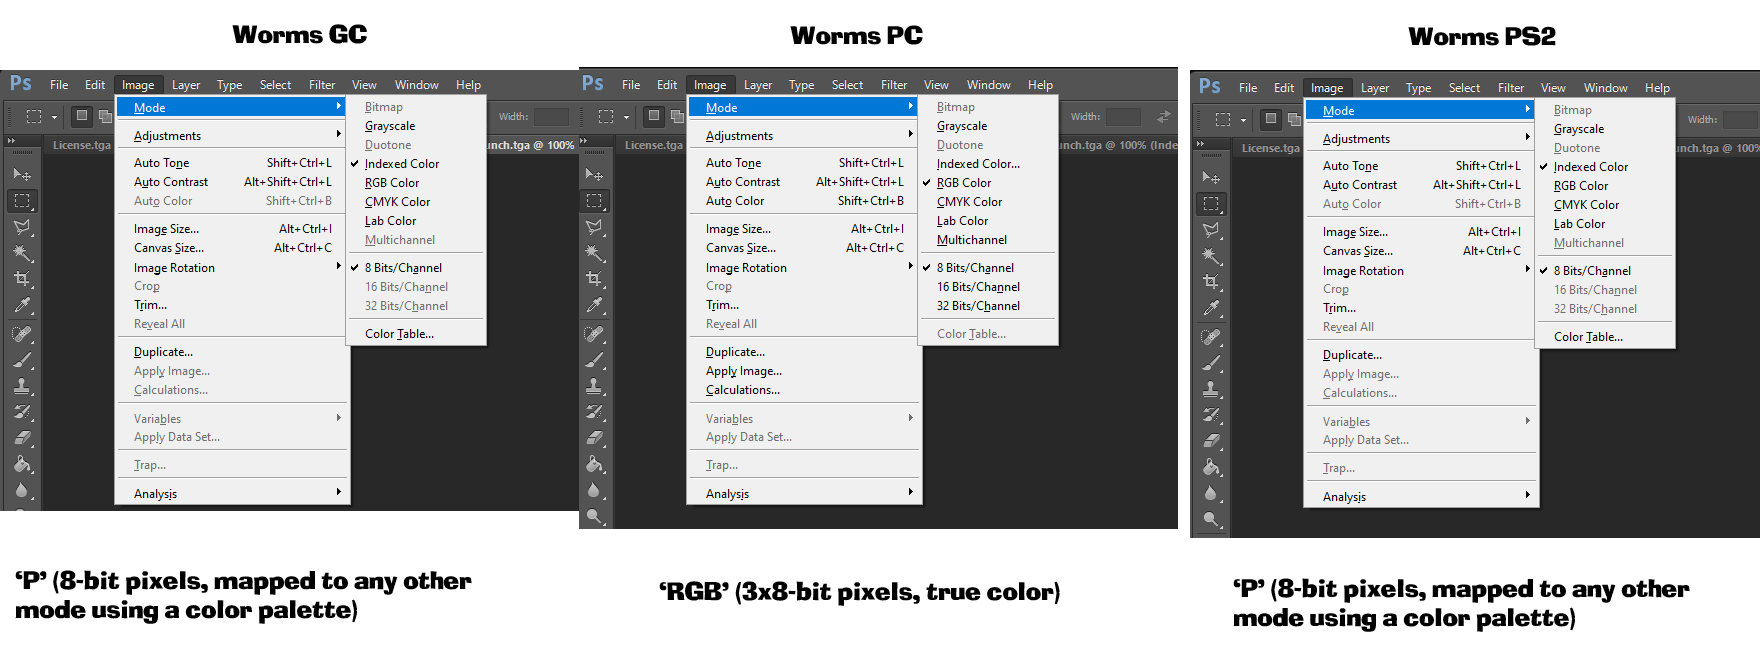 Worms GC
Ps File Edit Image Layer Type Select Filter View Window Help
Width:
License.tga
unch.tga @ 100%
Mode
Adjustments
Auto Tone Shift+Ctrl+L
Auto Contrast Alt+Shift+Ctrl+L
Auto Color Shift+Ctrl+B
Image Size... Alt+Ctrl+I
Canvas Size... Alt+Ctrl+C
Image Rotation
Crop
Trim...
Reveal All
Duplicate...
Apply Image...
Calculations...
Variables
Apply Data Set...
Trap...
Analysis
Bitmap
Grayscale
Duotone
Indexed Color
RGB Color
CMYK Color
Lab Color
Multichannel
8 Bits/Channel
16 Bits/Channel
32 Bits/Channel
Color Table...
‘P’ (8-bit pixels, mapped to any other
mode using a color palette)
Worms PC
Ps File Edit Image Layer Type Select Filter View Window Help
Width:
License.tga
unch.tga @ 100% (Inde
Mode
Adjustments
Auto Tone Shift+Ctrl+L
Auto Contrast Alt+Shift+Ctrl+L
Auto Color Shift+Ctrl+B
Image Size... Alt+Ctrl+I
Canvas Size... Alt+Ctrl+C
Image Rotation
Crop
Trim...
Reveal All
Duplicate...
Apply Image...
Calculations...
Variables
Apply Data Set...
Trap...
Analysis
Bitmap
Grayscale
Duotone
Indexed Color...
RGB Color
CMYK Color
Lab Color
Multichannel
8 Bits/Channel
16 Bits/Channel
32 Bits/Channel
Color Table...
‘RGB’ (3x8-bit pixels, true color)
Worms PS2
Ps File Edit Image Layer Type Select Filter View Window Help
Width:
License.tga
unch.tga @ 100%
Mode
Adjustments
Auto Tone Shift+Ctrl+L
Auto Contrast Alt+Shift+Ctrl+L
Auto Color Shift+Ctrl+B
Image Size... Alt+Ctrl+I
Canvas Size... Alt+Ctrl+C
Image Rotation
Crop
Trim...
Reveal All
Duplicate...
Apply Image...
Calculations...
Variables
Apply Data Set...
Trap...
Analysis
Bitmap
Grayscale
Duotone
Indexed Color
RGB Color
CMYK Color
Lab Color
Multichannel
8 Bits/Channel
16 Bits/Channel
32 Bits/Channel
Color Table...
‘P’ (8-bit pixels, mapped to any other
mode using a color palette)